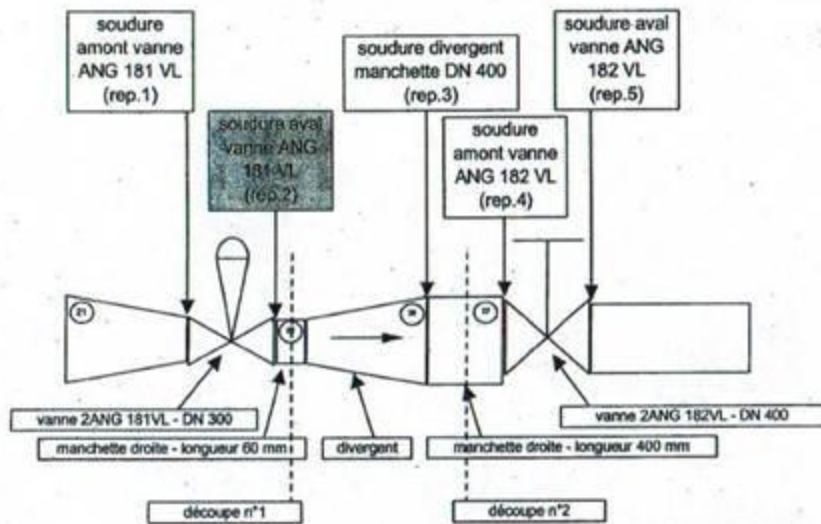 soudure
amont vanne
ANG 181 VL
(rep.1)
soudure aval
vanne ANG
181 VL
(rep.2)
soudure divergent
manchette DN 400
(rep.3)
soudure
amont vanne
ANG 182 VL
(rep.4)
soudure aval
vanne ANG
182 VL
(rep.5)
21
vanne 2ANG 181VL - DN 300
manchette droite - longueur 60 mm
divergent
manchette droite - longueur 400 mm
vanne 2ANG 182VL - DN 400
découpe n°1
découpe n°2